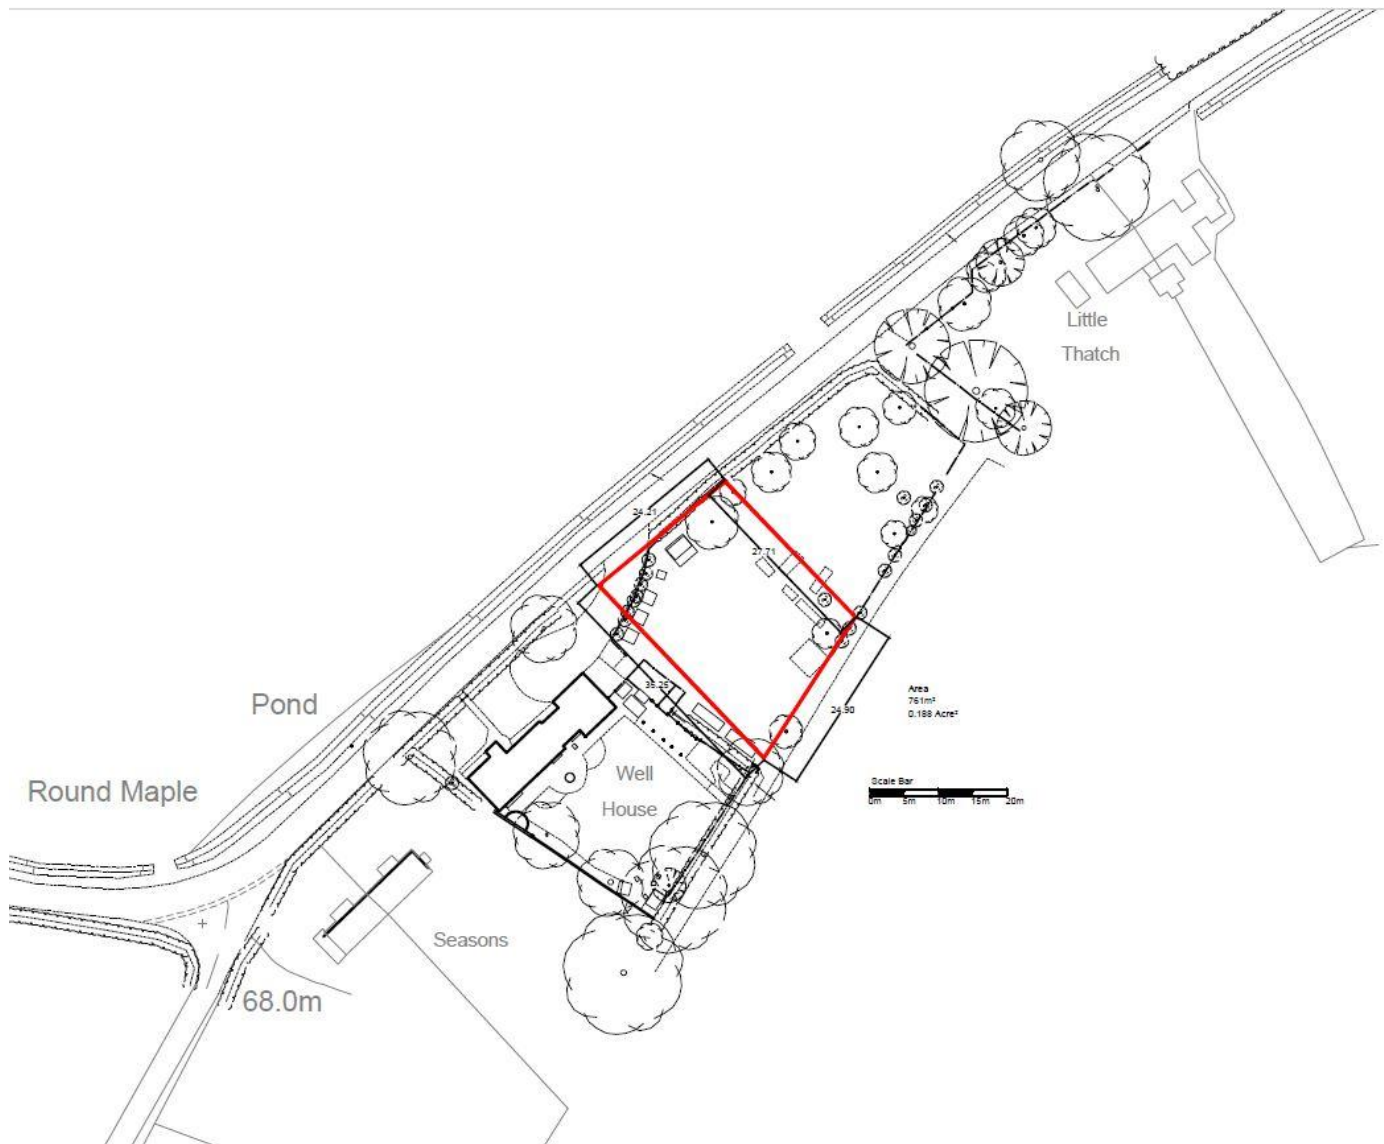 Little
Thatch
24.21
27.71
Pond
35.25
Area
761m²
0.188 Acre²
24.90
Well
HOUSE
Scale Bar
0m 5m 10m 15m 20m
Round Maple
Seasons
68.0m